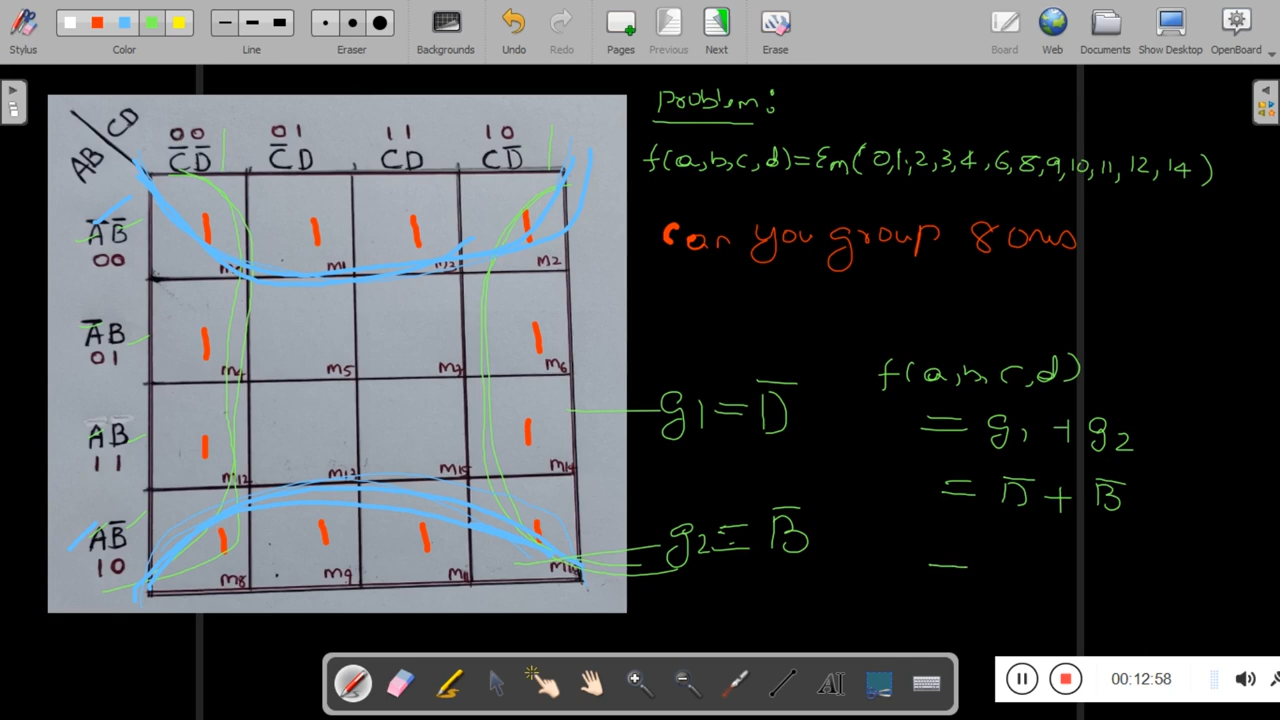 Stylus
Color
Line
Eraser
Backgrounds
Undo
Redo
Pages
Previous
Next
Erase
Board
Web
Documents
Show Desktop
OpenBoard
Problem:
f(a,b,c,d)=Σm(0,1,2,3,4,6,8,9,10,11,12,14)
Can you group 8 ones
CD
AB
00 01 11 10
C̅D̅ C̅D CD CD̅
A̅B̅ 1 1 1 1
00 m1 m3 m2
A̅B 1 1
01 m4 m5 m7 m6
AB 1 1
11 m12 m13 m15 m14
AB̅ 1 1 1 1
10 m8 m9 m11 m10
g1=D̅
g2=B̅
f(a,b,c,d)
= g1 + g2
= D̅ + B̅
AI
00:12:58